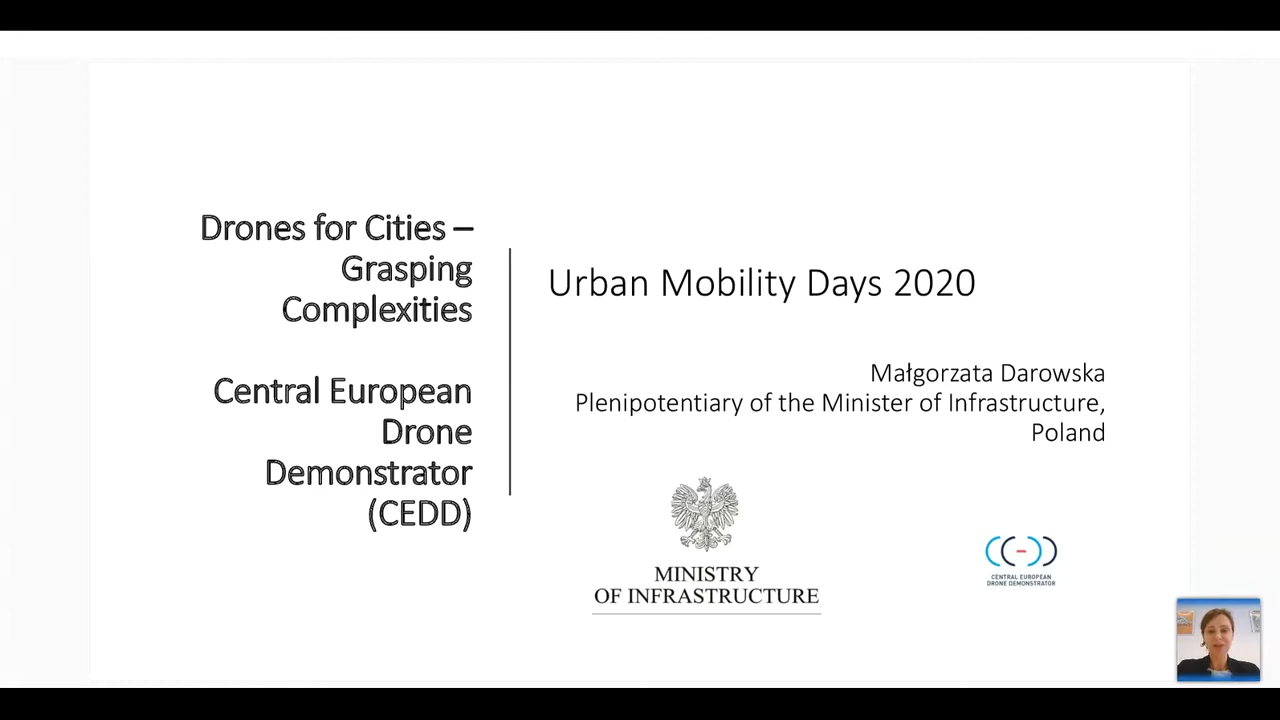 Drones for Cities –
Grasping
Complexities
Central European
Drone
Demonstrator
(CEDD)
Urban Mobility Days 2020
Małgorzata Darowska
Plenipotentiary of the Minister of Infrastructure,
Poland
MINISTRY
OF INFRASTRUCTURE
CENTRAL EUROPEAN
DRONE DEMONSTRATOR